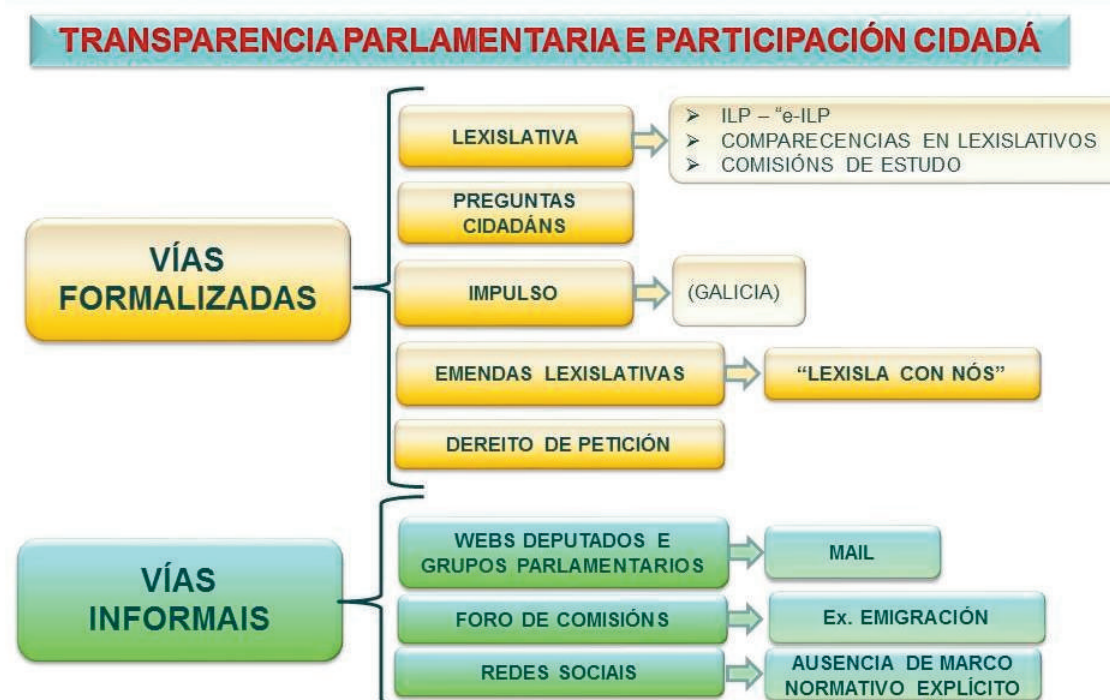 TRANSPARENCIA PARLAMENTARIA E PARTICIPACIÓN CIDADÁ
VÍAS
FORMALIZADAS
LEXISLATIVA
➢ ILP – "e-ILP
➢ COMPARECENCIAS EN LEXISLATIVOS
➢ COMISIÓNS DE ESTUDO
PREGUNTAS
CIDADÁNS
IMPULSO
(GALICIA)
EMENDAS LEXISLATIVAS
"LEXISLA CON NÓS"
DEREITO DE PETICIÓN
VÍAS
INFORMAIS
WEBS DEPUTADOS E
GRUPOS PARLAMENTARIOS
MAIL
FORO DE COMISIÓNS
Ex. EMIGRACIÓN
REDES SOCIAIS
AUSENCIA DE MARCO
NORMATIVO EXPLÍCITO